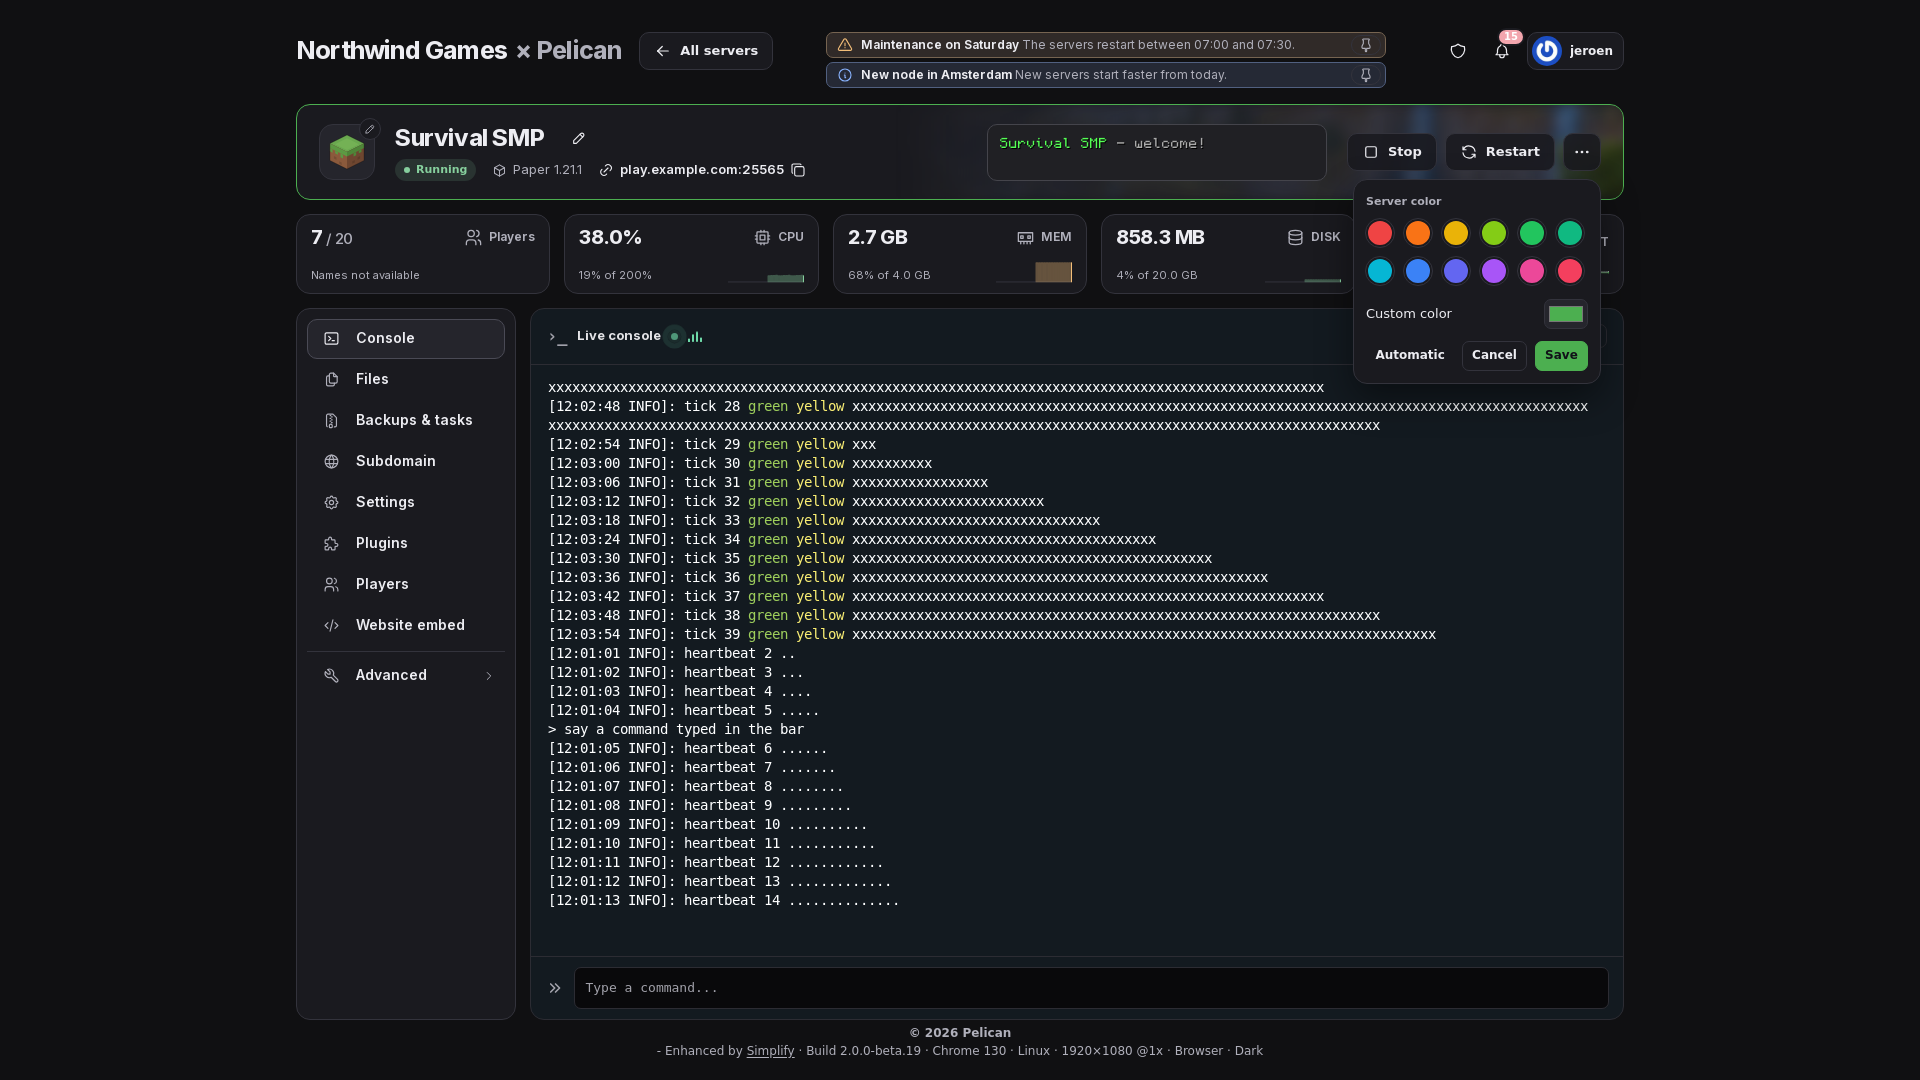 Northwind Games × Pelican
All servers
Maintenance on Saturday The servers restart between 07:00 and 07:30.
New node in Amsterdam New servers start faster from today.
15
jeroen
Survival SMP
Running
Paper 1.21.1
play.example.com:25565
Survival SMP - welcome!
Stop
Restart
7 / 20
Players
Names not available
38.0%
CPU
19% of 200%
2.7 GB
MEM
68% of 4.0 GB
858.3 MB
DISK
4% of 20.0 GB
T
Server color
Custom color
Automatic
Cancel
Save
Console
Files
Backups & tasks
Subdomain
Settings
Plugins
Players
Website embed
Advanced
>_ Live console
[12:02:48 INFO]: tick 28 green yellow
[12:02:54 INFO]: tick 29 green yellow xxx
[12:03:00 INFO]: tick 30 green yellow xxxxxxxxxx
[12:03:06 INFO]: tick 31 green yellow xxxxxxxxxxxxxxxxx
[12:03:12 INFO]: tick 32 green yellow xxxxxxxxxxxxxxxxxxxxxxxx
[12:03:18 INFO]: tick 33 green yellow xxxxxxxxxxxxxxxxxxxxxxxxxxxxxxx
[12:03:24 INFO]: tick 34 green yellow xxxxxxxxxxxxxxxxxxxxxxxxxxxxxxxxxxxxxx
[12:03:30 INFO]: tick 35 green yellow xxxxxxxxxxxxxxxxxxxxxxxxxxxxxxxxxxxxxxxxxxxxx
[12:03:36 INFO]: tick 36 green yellow xxxxxxxxxxxxxxxxxxxxxxxxxxxxxxxxxxxxxxxxxxxxxxxxxxxx
[12:03:42 INFO]: tick 37 green yellow xxxxxxxxxxxxxxxxxxxxxxxxxxxxxxxxxxxxxxxxxxxxxxxxxxxxxxxxxxx
[12:03:48 INFO]: tick 38 green yellow xxxxxxxxxxxxxxxxxxxxxxxxxxxxxxxxxxxxxxxxxxxxxxxxxxxxxxxxxxxxxxxxxx
[12:03:54 INFO]: tick 39 green yellow xxxxxxxxxxxxxxxxxxxxxxxxxxxxxxxxxxxxxxxxxxxxxxxxxxxxxxxxxxxxxxxxxxxxxxxxx
[12:01:01 INFO]: heartbeat 2 ..
[12:01:02 INFO]: heartbeat 3 ...
[12:01:03 INFO]: heartbeat 4 ....
[12:01:04 INFO]: heartbeat 5 .....
> say a command typed in the bar
[12:01:05 INFO]: heartbeat 6 ......
[12:01:06 INFO]: heartbeat 7 .......
[12:01:07 INFO]: heartbeat 8 ........
[12:01:08 INFO]: heartbeat 9 .........
[12:01:09 INFO]: heartbeat 10 ..........
[12:01:10 INFO]: heartbeat 11 ...........
[12:01:11 INFO]: heartbeat 12 ............
[12:01:12 INFO]: heartbeat 13 .............
[12:01:13 INFO]: heartbeat 14 ..............
Type a command...
© 2026 Pelican
- Enhanced by Simplify · Build 2.0.0-beta.19 · Chrome 130 · Linux · 1920×1080 @1x · Browser · Dark